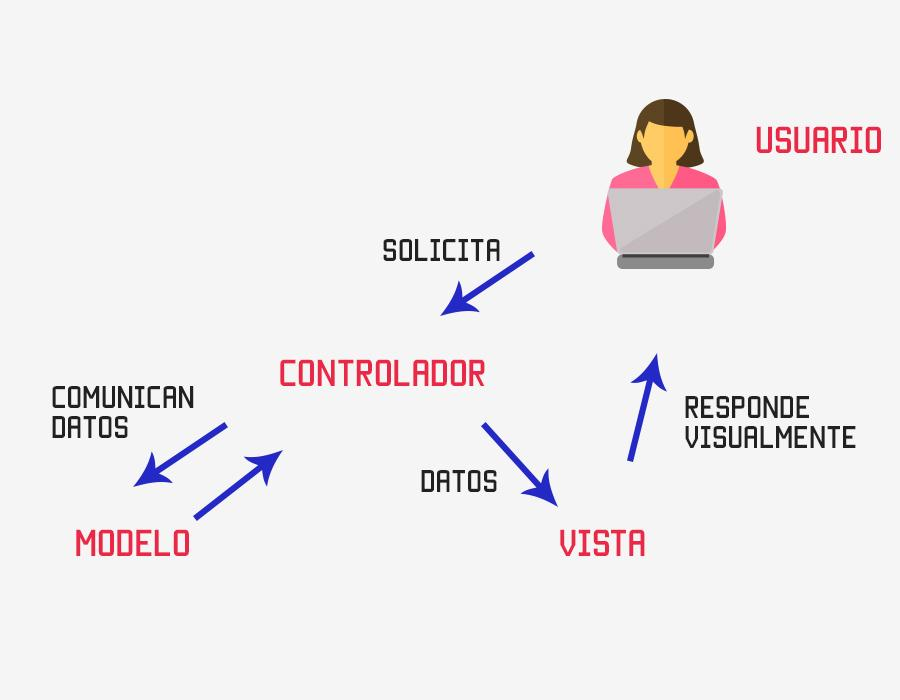 USUARIO
SOLICITA
CONTROLADOR
COMUNICAN
DATOS
RESPONDE
VISUALMENTE
DATOS
MODELO
VISTA